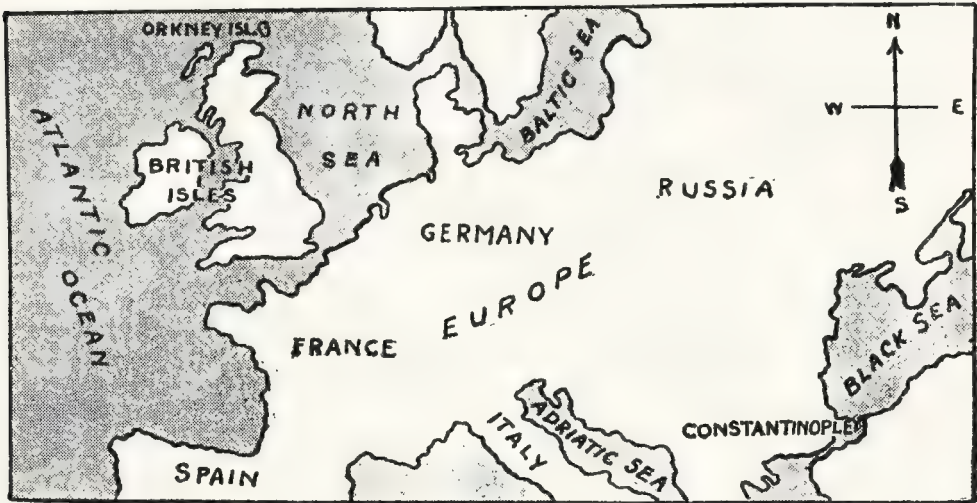 ORKNEY ISLS
N
NORTH
SEA
BALTIC SEA
W
E
S
ATLANTIC
OCEAN
BRITISH
ISLES
RUSSIA
GERMANY
EUROPE
FRANCE
BLACK SEA
CONSTANTINOPLE
ITALY
ADRIATIC SEA
SPAIN